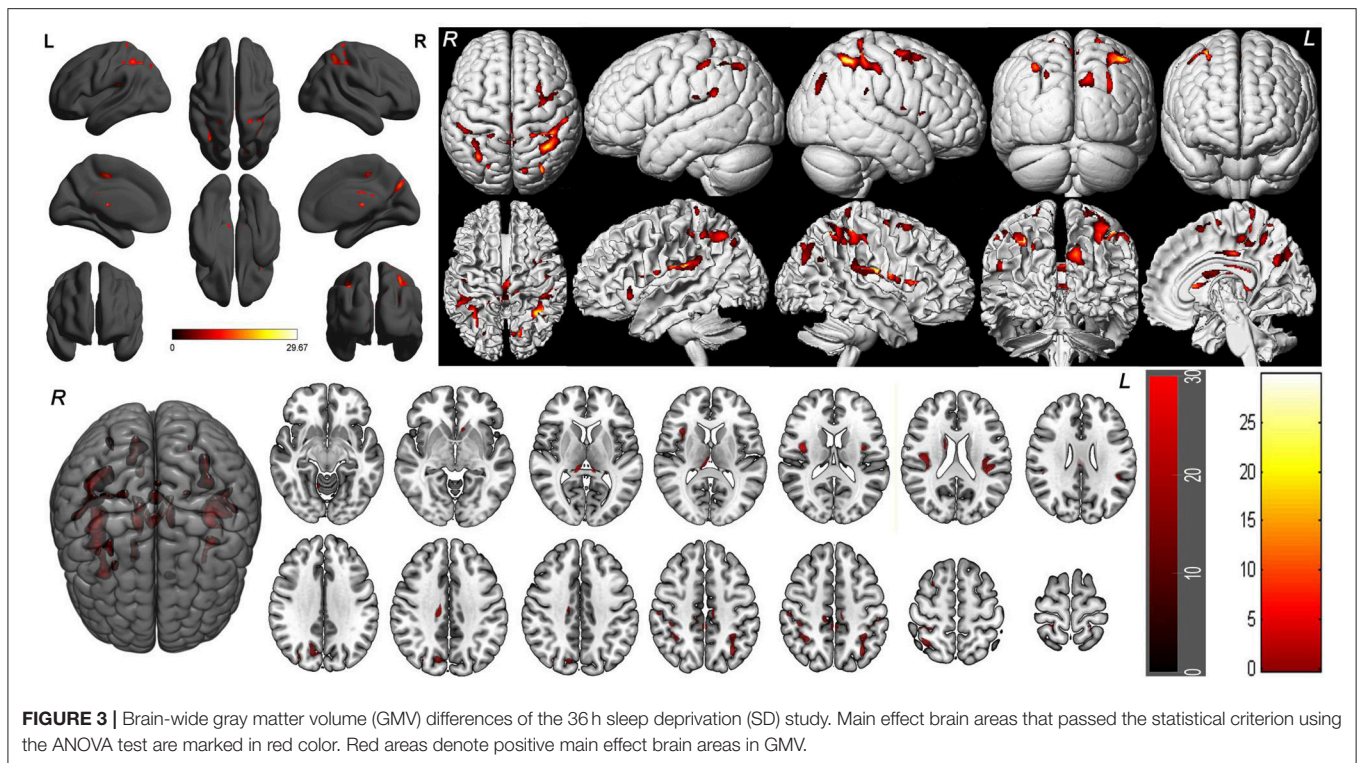 L
R
R
L
0
29.67
R
L
30
20
10
0
25
20
15
10
5
0
FIGURE 3 | Brain-wide gray matter volume (GMV) differences of the 36 h sleep deprivation (SD) study. Main effect brain areas that passed the statistical criterion using
the ANOVA test are marked in red color. Red areas denote positive main effect brain areas in GMV.